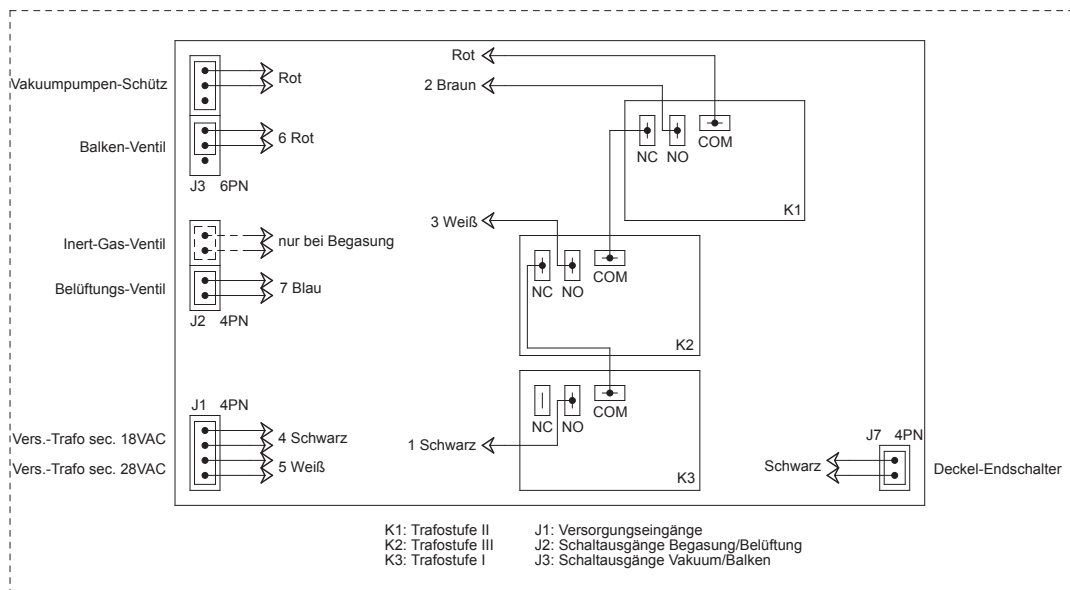 Vakuumpumpen-Schütz
Rot
Balken-Ventil
6 Rot
J3 6PN
Inert-Gas-Ventil
nur bei Begasung
Belüftungs-Ventil
7 Blau
J2 4PN
J1 4PN
Vers.-Trafo sec. 18VAC
4 Schwarz
Vers.-Trafo sec. 28VAC
5 Weiß
Rot
2 Braun
NC NO COM
K1
3 Weiß
NC NO COM
K2
NC NO COM
1 Schwarz
K3
J7 4PN
Schwarz
Deckel-Endschalter
K1: Trafostufe II J1: Versorgungseingänge
K2: Trafostufe III J2: Schaltausgänge Begasung/Belüftung
K3: Trafostufe I J3: Schaltausgänge Vakuum/Balken